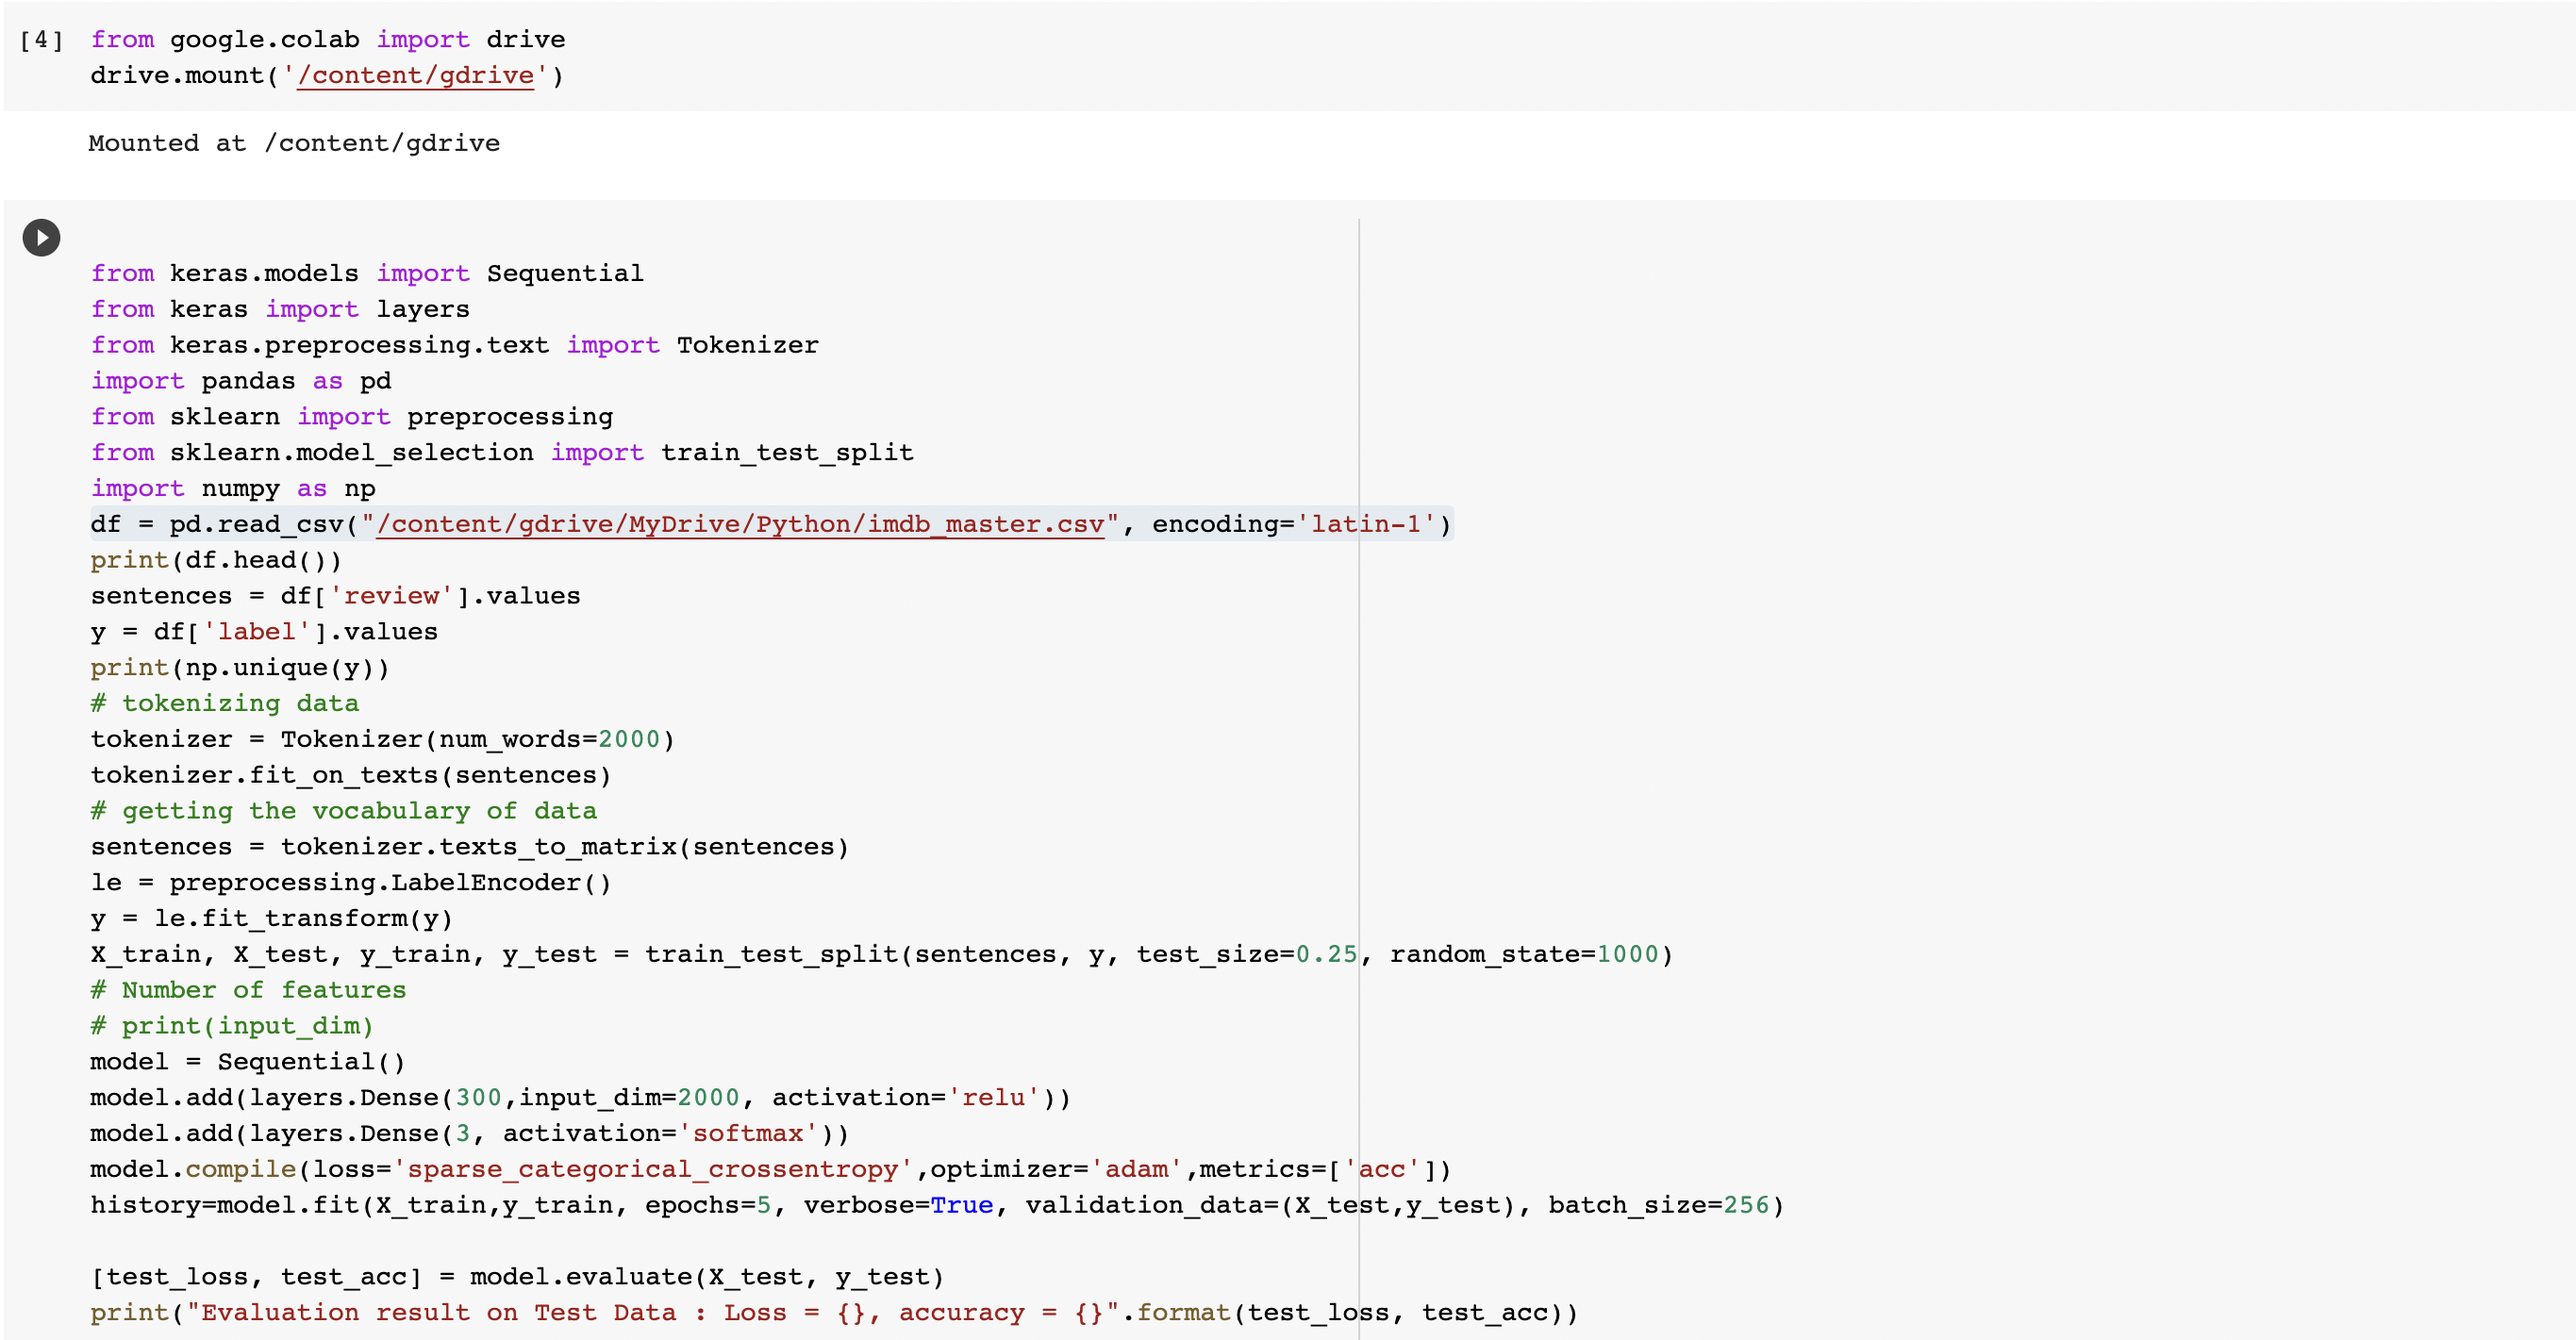 [4] from google.colab import drive
drive.mount('/content/gdrive')
Mounted at /content/gdrive
from keras.models import Sequential
from keras import layers
from keras.preprocessing.text import Tokenizer
import pandas as pd
from sklearn import preprocessing
from sklearn.model_selection import train_test_split
import numpy as np
df = pd.read_csv("/content/gdrive/MyDrive/Python/imdb_master.csv", encoding='latin-1')
print(df.head())
sentences = df['review'].values
y = df['label'].values
print(np.unique(y))
# tokenizing data
tokenizer = Tokenizer(num_words=2000)
tokenizer.fit_on_texts(sentences)
# getting the vocabulary of data
sentences = tokenizer.texts_to_matrix(sentences)
le = preprocessing.LabelEncoder()
y = le.fit_transform(y)
X_train, X_test, y_train, y_test = train_test_split(sentences, y, test_size=0.25, random_state=1000)
# Number of features
# print(input_dim)
model = Sequential()
model.add(layers.Dense(300,input_dim=2000, activation='relu'))
model.add(layers.Dense(3, activation='softmax'))
model.compile(loss='sparse_categorical_crossentropy',optimizer='adam',metrics=['acc'])
history=model.fit(X_train,y_train, epochs=5, verbose=True, validation_data=(X_test,y_test), batch_size=256)
[test_loss, test_acc] = model.evaluate(X_test, y_test)
print("Evaluation result on Test Data : Loss = {}, accuracy = {}".format(test_loss, test_acc))